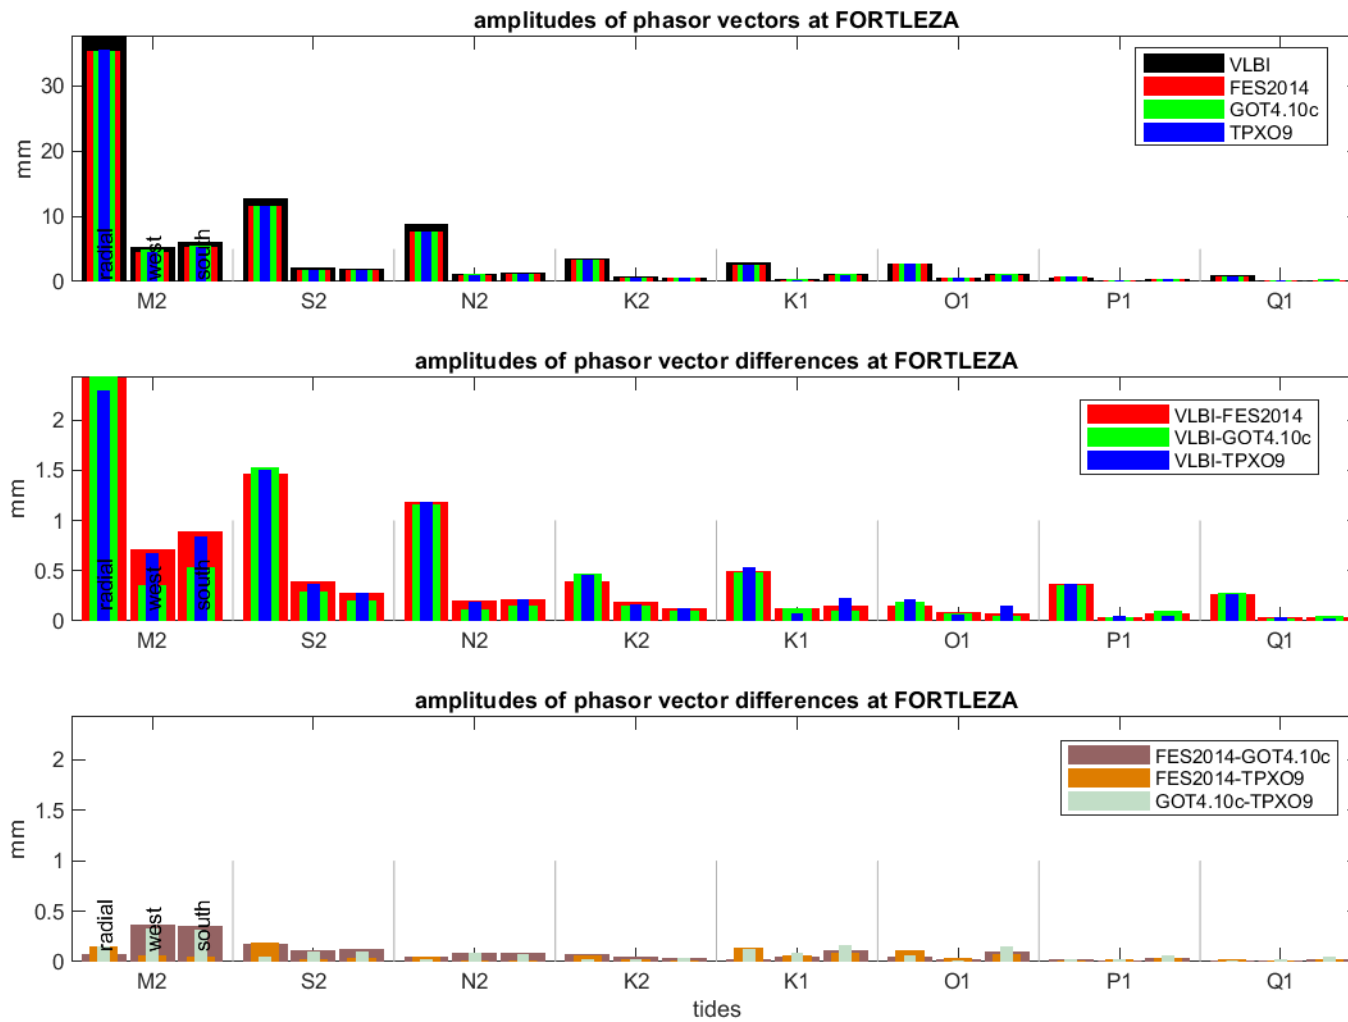 amplitudes of phasor vectors at FORTLEZA
VLBI
FES2014
GOT4.10c
TPXO9
30
20
10
0
mm
radial
west
south
M2 S2 N2 K2 K1 O1 P1 Q1
amplitudes of phasor vector differences at FORTLEZA
VLBI-FES2014
VLBI-GOT4.10c
VLBI-TPXO9
2
1.5
1
0.5
0
mm
radial
west
south
M2 S2 N2 K2 K1 O1 P1 Q1
amplitudes of phasor vector differences at FORTLEZA
FES2014-GOT4.10c
FES2014-TPXO9
GOT4.10c-TPXO9
2
1.5
1
0.5
0
mm
radial
west
south
M2 S2 N2 K2 K1 O1 P1 Q1
tides